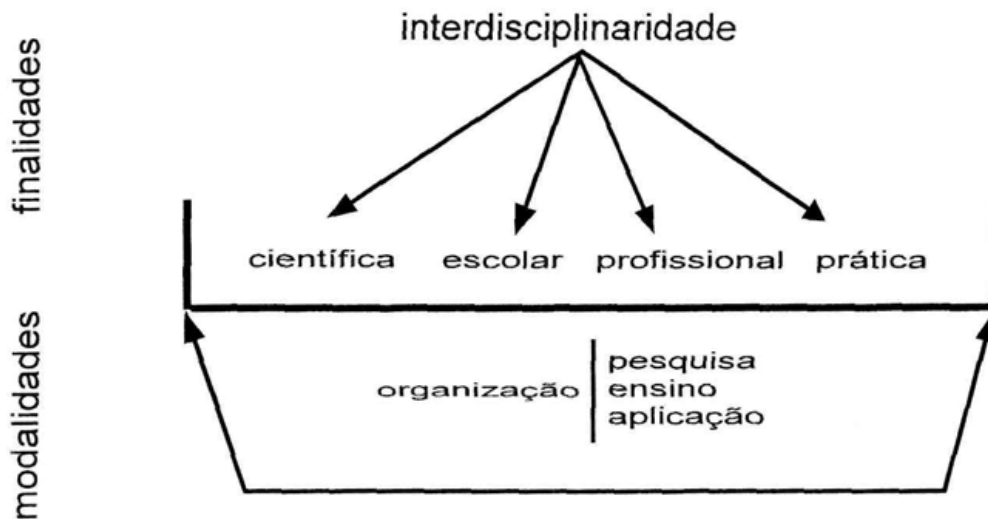 interdisciplinaridade
finalidades
científica escolar profissional prática
modalidades
organização
pesquisa
ensino
aplicação